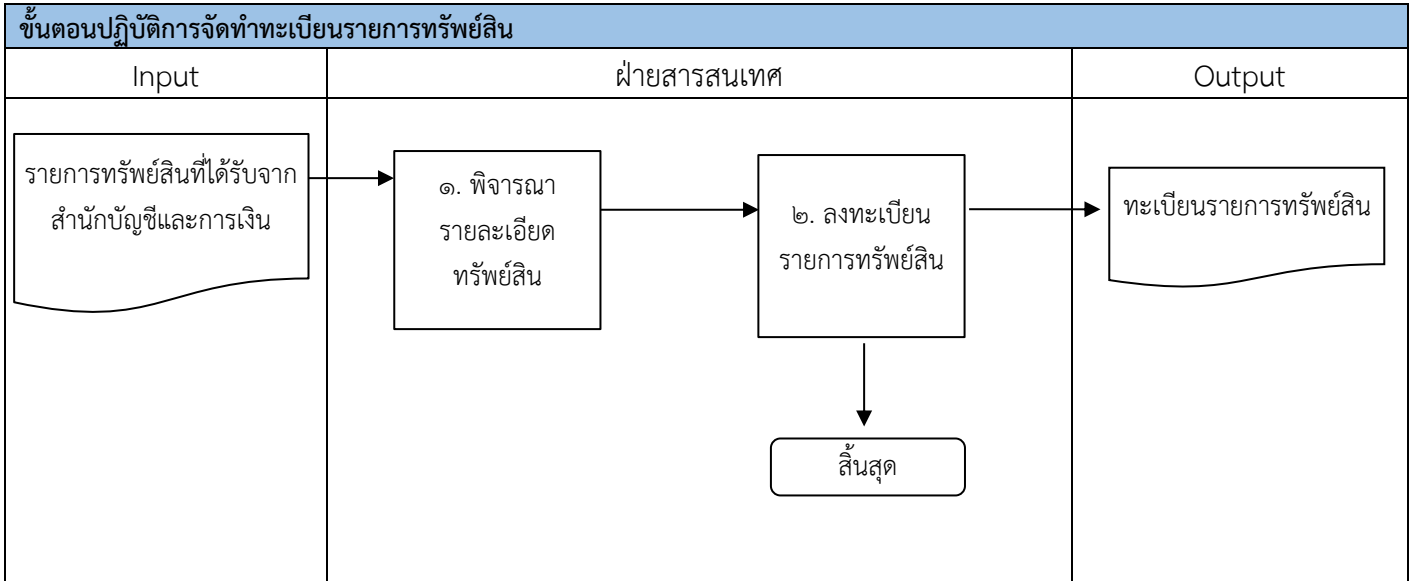 ขั้นตอนปฏิบัติการจัดทำทะเบียนรายการทรัพย์สิน
Input
ฝ่ายสารสนเทศ
Output
รายการทรัพย์สินที่ได้รับจาก
สำนักบัญชีและการเงิน
๑. พิจารณา
รายละเอียด
ทรัพย์สิน
๒. ลงทะเบียน
รายการทรัพย์สิน
ทะเบียนรายการทรัพย์สิน
สิ้นสุด